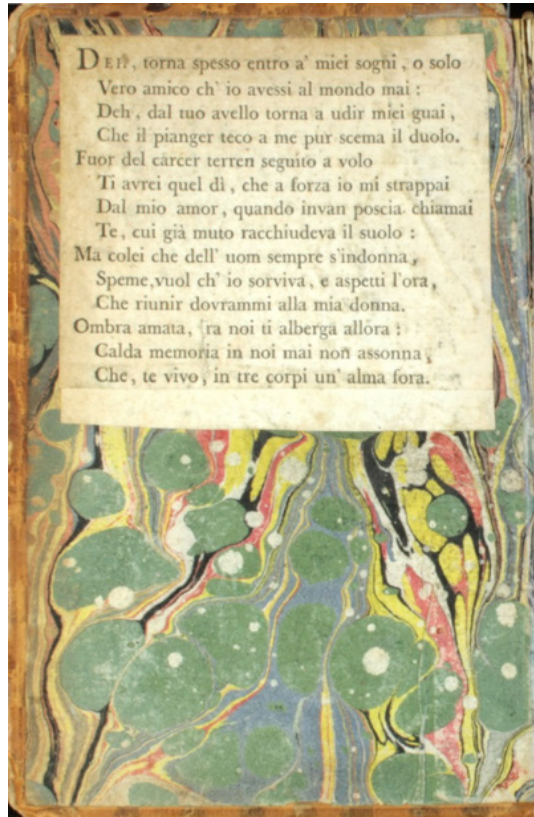 DEH, torna spesso entro a' miei sogni, o solo
Vero amico ch' io avessi al mondo mai:
Deh, dal tuo avello torna a udir miei guai,
Che il pianger teco a me pur scema il duolo.
Fuor del carcer terren seguito a volo
Ti avrei quel dì, che a forza io mi strappai
Dal mio amor, quando invan poscia chiamai
Te, cui già muto racchiudeva il suolo:
Ma colei che dell' uom sempre s'indonna,
Speme, vuol ch' io sorviva, e aspetti l'ora,
Che riunir dovrammi alla mia donna.
Ombra amata, ra noi ti alberga allora:
Calda memoria in noi mai non assonna,
Che, te vivo, in tre corpi un' alma fora.